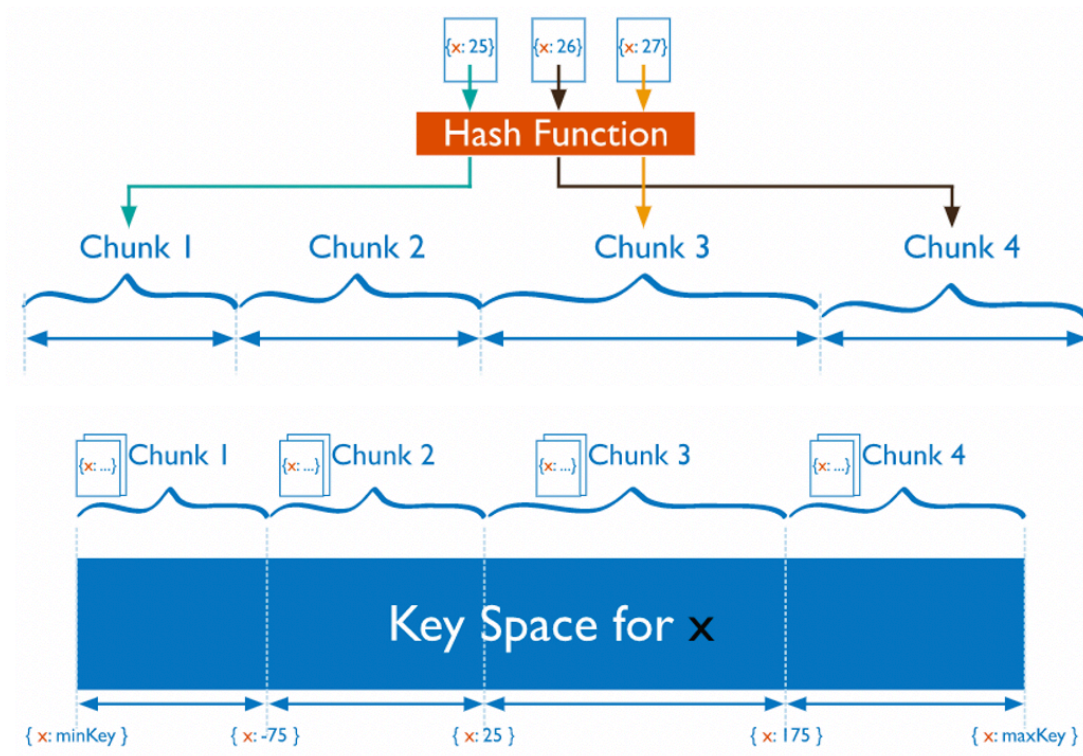 {x: 25} {x: 26} {x: 27}
Hash Function
Chunk 1 Chunk 2 Chunk 3 Chunk 4
{x: ...} Chunk 1 {x: ...} Chunk 2 {x: ...} Chunk 3 {x: ...} Chunk 4
Key Space for x
{ x: minKey } { x: -75 } { x: 25 } { x: 175 } { x: maxKey }